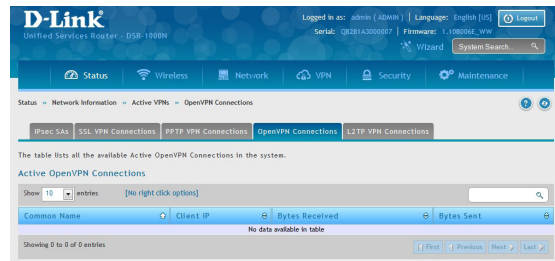 D-Link
Logged in as: admin ( ADMIN ) | Language: English [US] Logout
Unified Services Router - DSR-1000N
Serial: QB2B1A3000007 | Firmware: 1.10B006E_WW
Wizard System Search...
Status Wireless Network VPN Security Maintenance
Status » Network Information » Active VPNs » OpenVPN Connections
IPsec SAs SSL VPN Connections PPTP VPN Connections OpenVPN Connections L2TP VPN Connections
The table lists all the available Active OpenVPN Connections in the system.
Active OpenVPN Connections
Show 10 entries [No right click options]
Common Name Client IP Bytes Received Bytes Sent
No data available in table
Showing 0 to 0 of 0 entries
First Previous Next Last